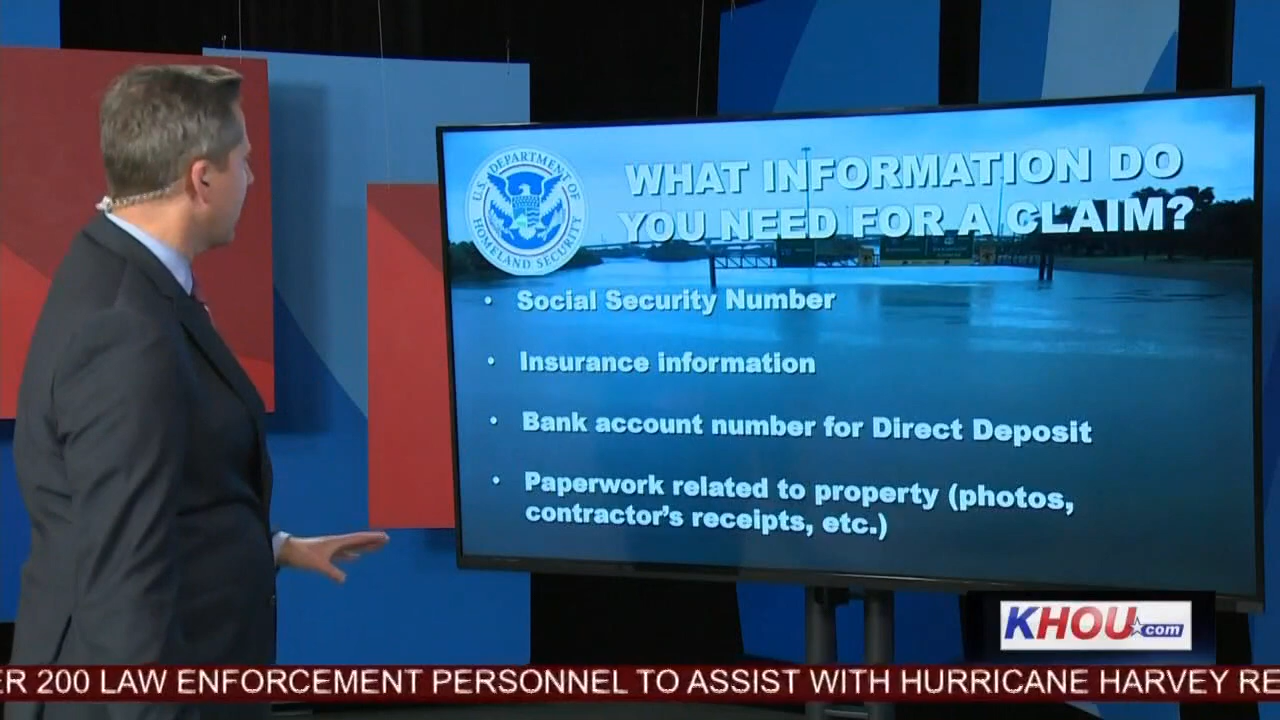 U.S. DEPARTMENT OF
HOMELAND SECURITY
WHAT INFORMATION DO
YOU NEED FOR A CLAIM?
• Social Security Number
• Insurance information
• Bank account number for Direct Deposit
• Paperwork related to property (photos,
contractor's receipts, etc.)
KHOU.com
ER 200 LAW ENFORCEMENT PERSONNEL TO ASSIST WITH HURRICANE HARVEY RE